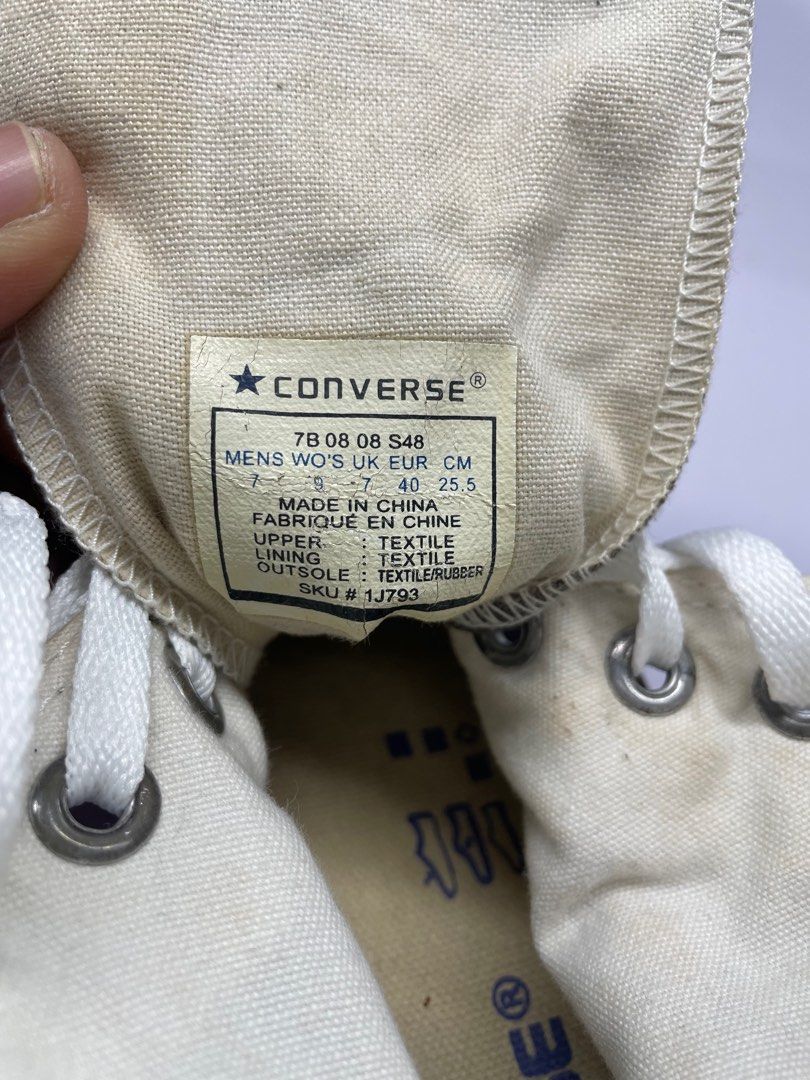 ★CONVERSE®
7B 08 08 S48
MENS WO'S UK EUR CM
7 9 7 40 25.5
MADE IN CHINA
FABRIQUÉ EN CHINE
UPPER : TEXTILE
LINING : TEXTILE
OUTSOLE : TEXTILE/RUBBER
SKU # 1J793